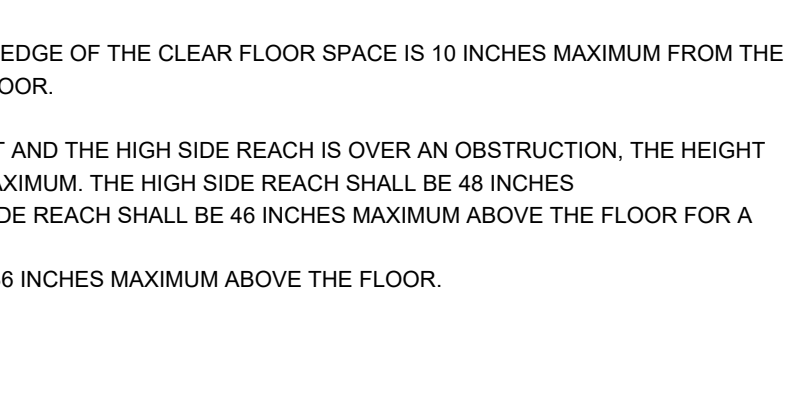 EDGE OF THE CLEAR FLOOR SPACE IS 10 INCHES MAXIMUM FROM THE
OOR.
AND THE HIGH SIDE REACH IS OVER AN OBSTRUCTION, THE HEIGHT
AXIMUM. THE HIGH SIDE REACH SHALL BE 48 INCHES
DE REACH SHALL BE 46 INCHES MAXIMUM ABOVE THE FLOOR FOR A
6 INCHES MAXIMUM ABOVE THE FLOOR.